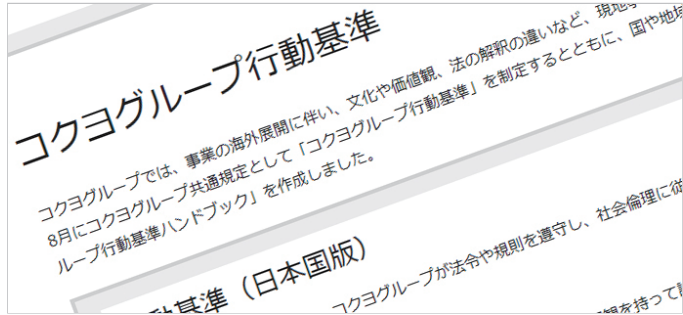 コクヨグループ行動基準
コクヨグループでは、事業の海外展開に伴い、文化や価値観、法の解釈の違いなど、現地
8月にコクヨグループ共通規定として「コクヨグループ行動基準」を制定するとともに、国や地域
ループ行動基準ハンドブック」を作成しました。
動基準（日本国版）
コクヨグループが法令や規則を遵守し、社会倫理に従
観を持って